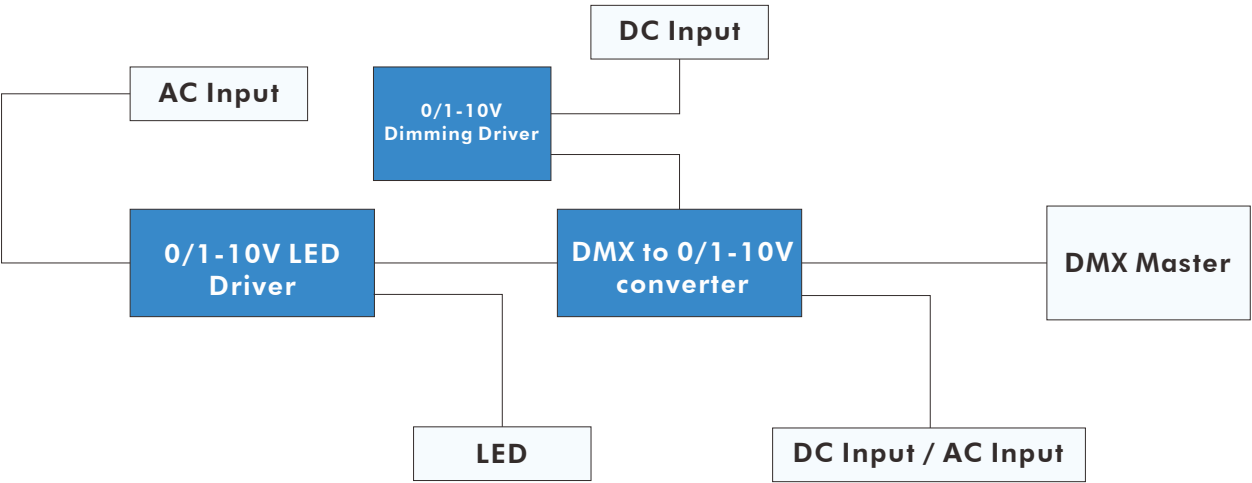 DC Input
AC Input
0/1-10V
Dimming Driver
0/1-10V LED
Driver
DMX to 0/1-10V
converter
DMX Master
LED
DC Input / AC Input